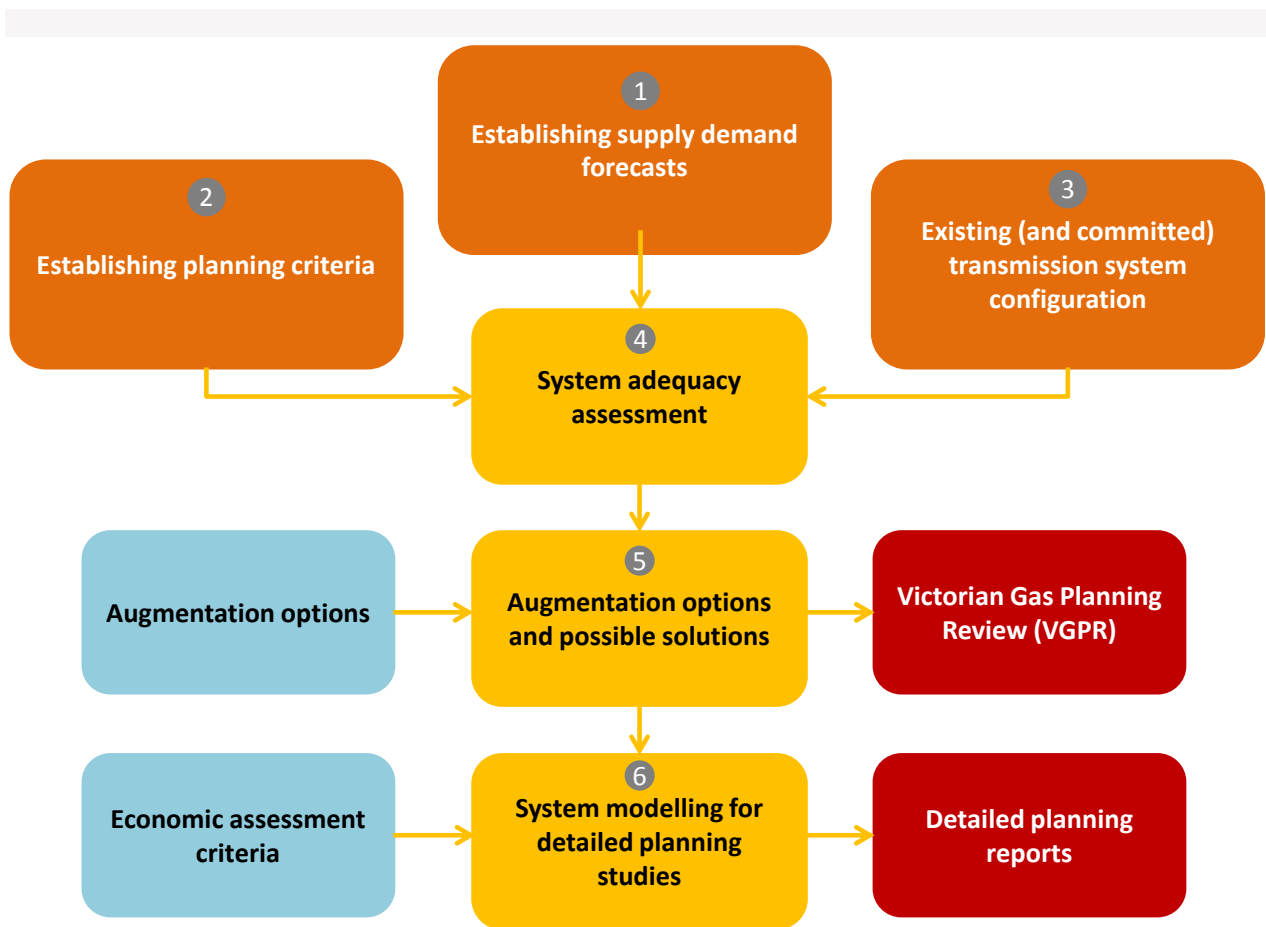 1
Establishing supply demand
forecasts
2
Establishing planning criteria
3
Existing (and committed)
transmission system
configuration
4
System adequacy
assessment
Augmentation options
5
Augmentation options
and possible solutions
Victorian Gas Planning
Review (VGPR)
Economic assessment
criteria
6
System modelling for
detailed planning
studies
Detailed planning
reports